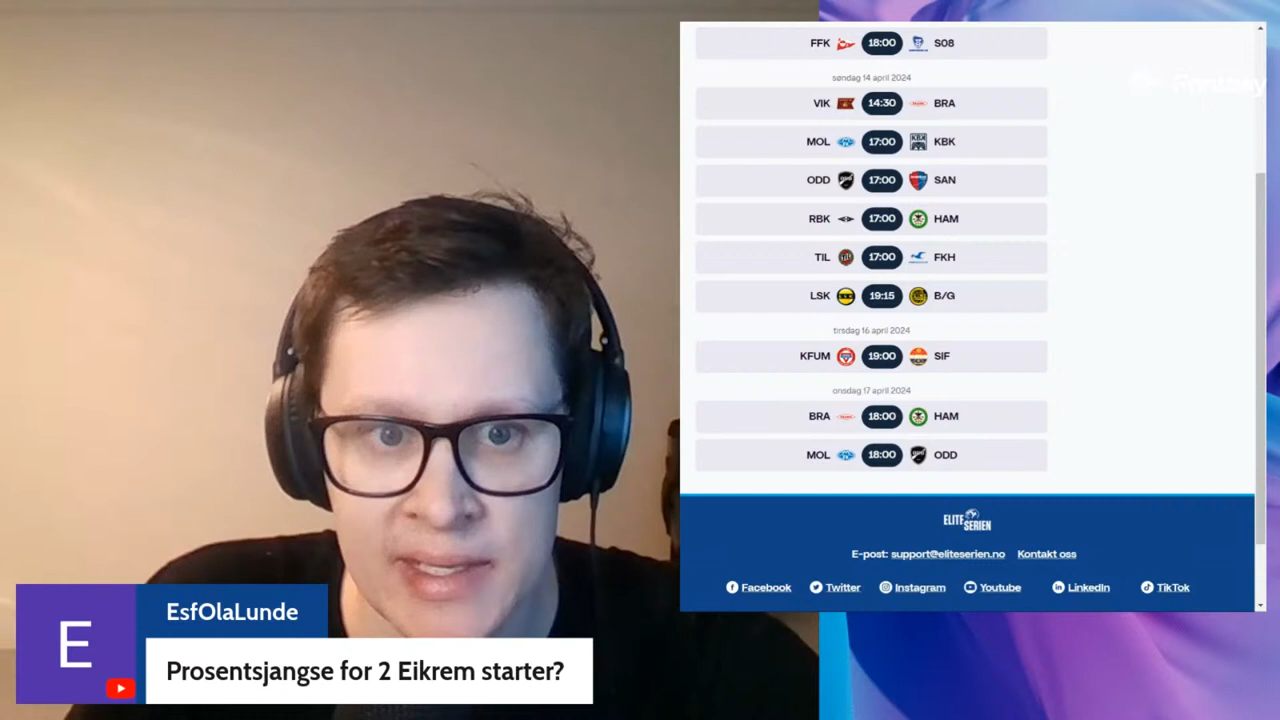 FFK 18:00 S08
søndag 14 april 2024
VIK 14:30 BRA
MOL 17:00 KBK
ODD 17:00 SAN
RBK 17:00 HAM
TIL 17:00 FKH
LSK 19:15 B/G
tirsdag 16 april 2024
KFUM 19:00 SIF
onsdag 17 april 2024
BRA 18:00 HAM
MOL 18:00 ODD
ELITE
SERIEN
E-post: support@eliteserien.no Kontakt oss
Facebook Twitter Instagram Youtube LinkedIn TikTok
Fantasy
E
EsfOlaLunde
Prosentsjangse for 2 Eikrem starter?